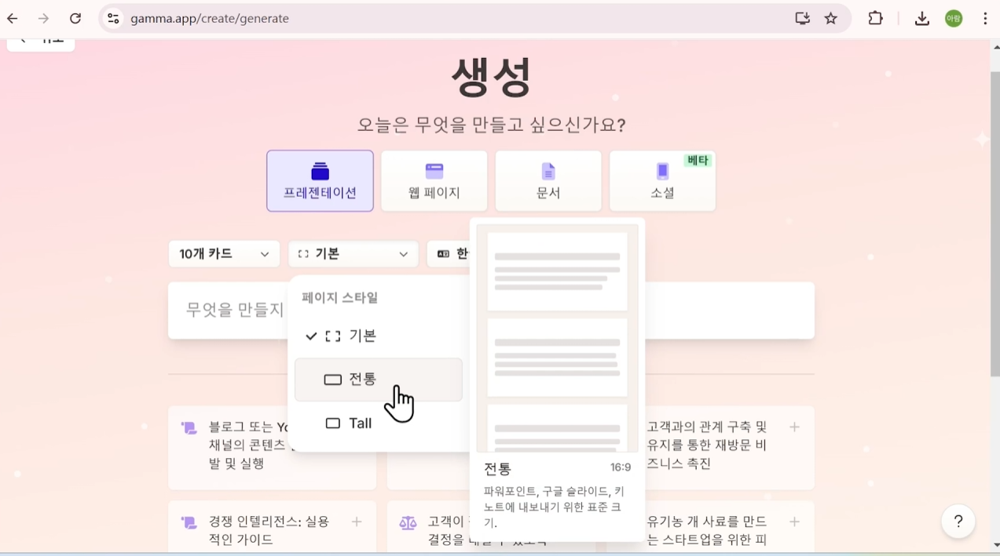 gamma.app/create/generate
아람
생성
오늘은 무엇을 만들고 싶으신가요?
프레젠테이션
웹 페이지
문서
베타
소셜
10개 카드
기본
한
무엇을 만들지
페이지 스타일
기본
전통
Tall
전통
16:9
파워포인트, 구글 슬라이드, 키
노트에 내보내기 위한 표준 크
기.
블로그 또는
채널의 콘텐츠
발 및 실행
고객과의 관계 구축 및
유지를 통한 재방문 비
즈니스 촉진
경쟁 인텔리전스: 실용
적인 가이드
고객이
결정을
유기농 개 사료를 만드
는 스타트업을 위한 피
?